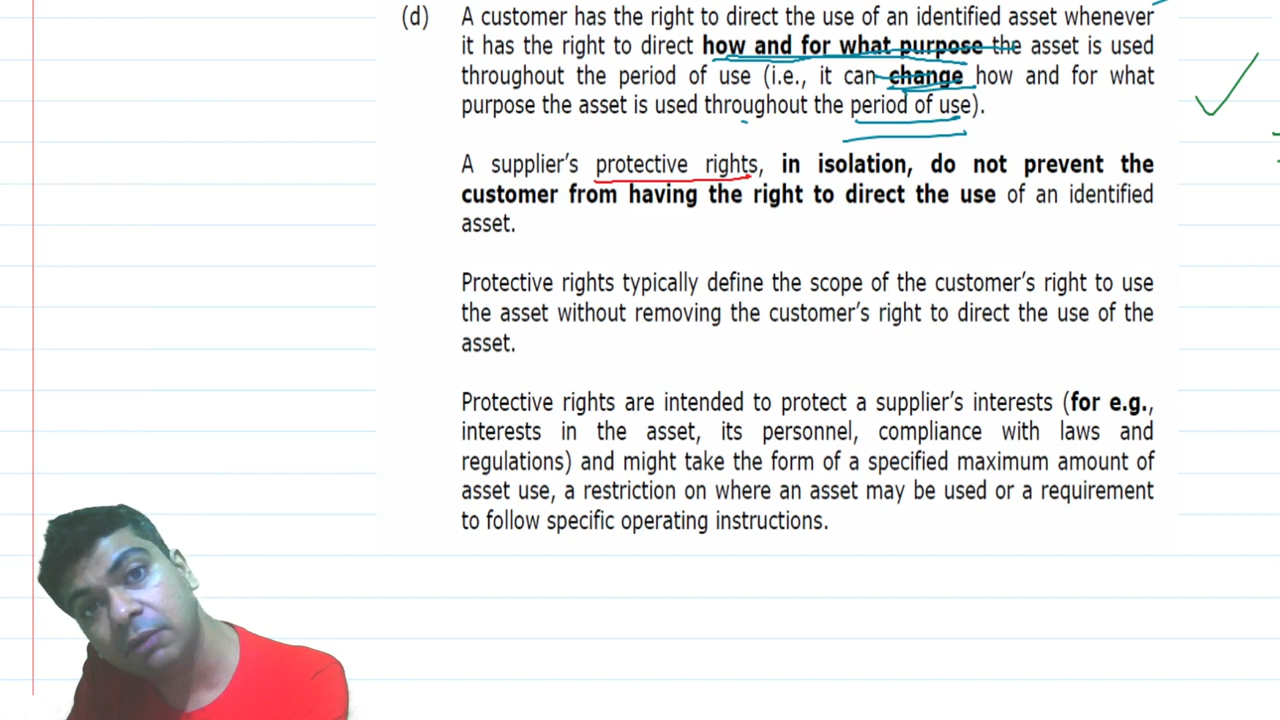 (d) A customer has the right to direct the use of an identified asset whenever
it has the right to direct how and for what purpose the asset is used
throughout the period of use (i.e., it can change how and for what
purpose the asset is used throughout the period of use).
A supplier's protective rights, in isolation, do not prevent the
customer from having the right to direct the use of an identified
asset.
Protective rights typically define the scope of the customer's right to use
the asset without removing the customer's right to direct the use of the
asset.
Protective rights are intended to protect a supplier's interests (for e.g.,
interests in the asset, its personnel, compliance with laws and
regulations) and might take the form of a specified maximum amount of
asset use, a restriction on where an asset may be used or a requirement
to follow specific operating instructions.